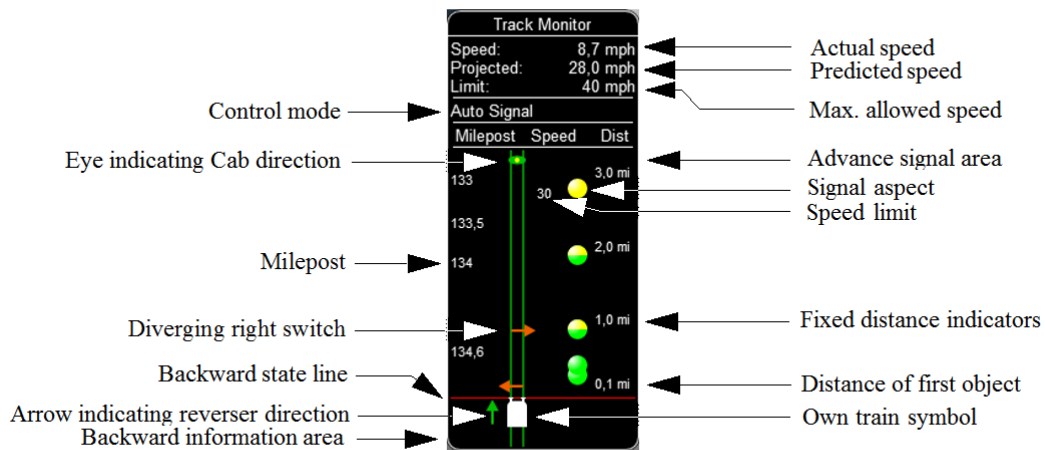 Track Monitor
Speed: 8,7 mph
Actual speed
Projected: 28,0 mph
Predicted speed
Limit: 40 mph
Max. allowed speed
Control mode
Auto Signal
Milepost Speed Dist
Eye indicating Cab direction
Advance signal area
3,0 mi
133
Signal aspect
30
Speed limit
133,5
2,0 mi
Milepost
134
1,0 mi
Fixed distance indicators
Diverging right switch
134,6
Backward state line
0,1 mi
Distance of first object
Arrow indicating reverser direction
Own train symbol
Backward information area